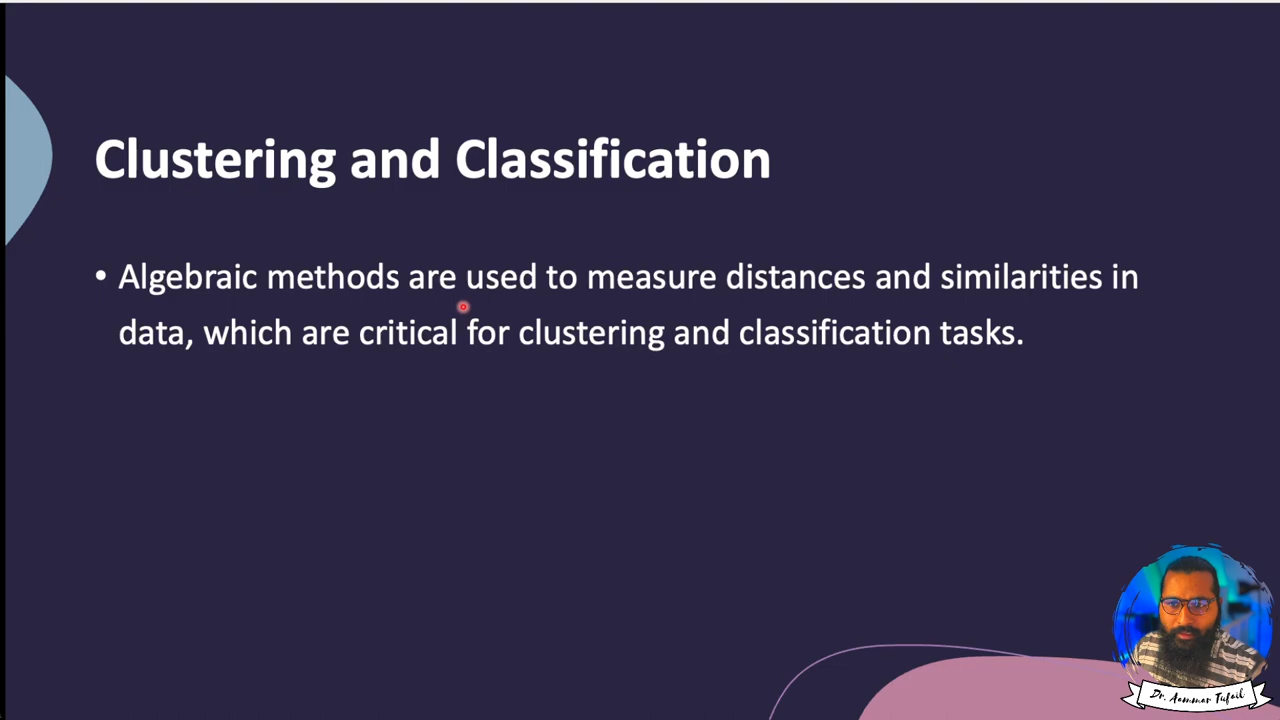 Clustering and Classification
• Algebraic methods are used to measure distances and similarities in
data, which are critical for clustering and classification tasks.
Dr. Aammar Tufail